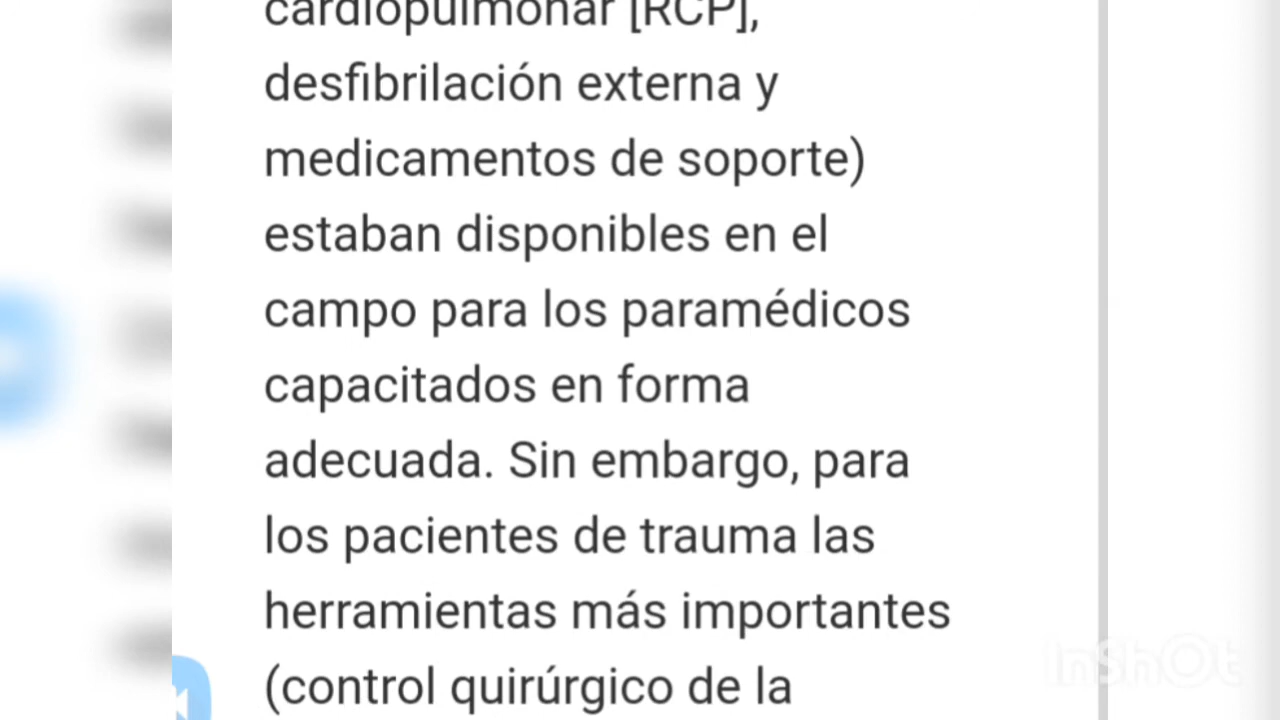 cardiopulmonar [RCP],
desfibrilación externa y
medicamentos de soporte)
estaban disponibles en el
campo para los paramédicos
capacitados en forma
adecuada. Sin embargo, para
los pacientes de trauma las
herramientas más importantes
(control quirúrgico de la
InShOt